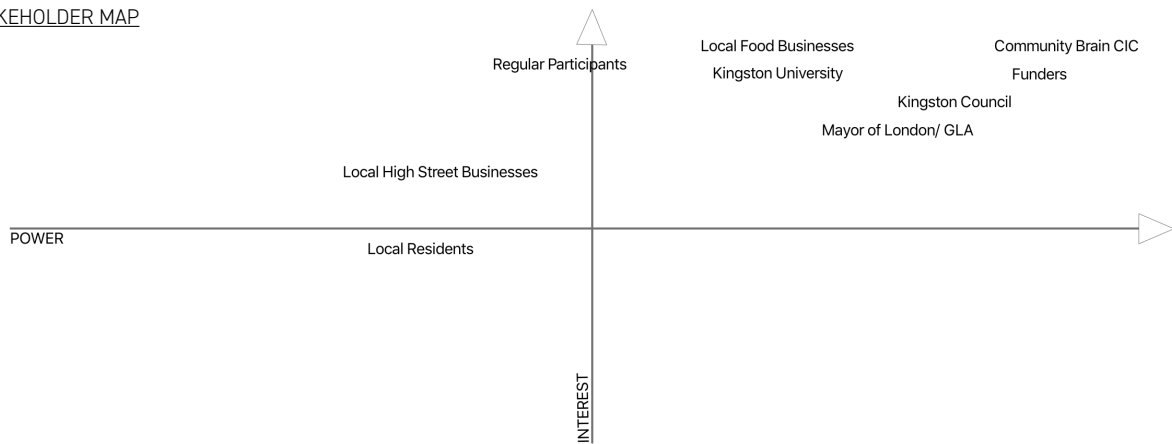 KEHOLDER MAP
Local Food Businesses
Community Brain CIC
Regular Participants
Kingston University
Funders
Kingston Council
Mayor of London/ GLA
Local High Street Businesses
POWER
Local Residents
INTEREST